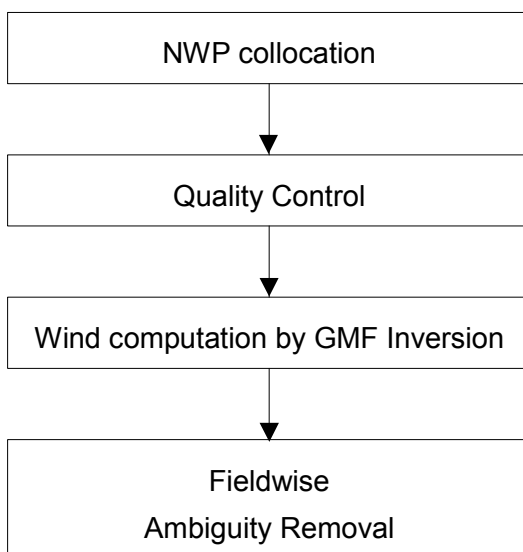 NWP collocation
Quality Control
Wind computation by GMF Inversion
Fieldwise
Ambiguity Removal